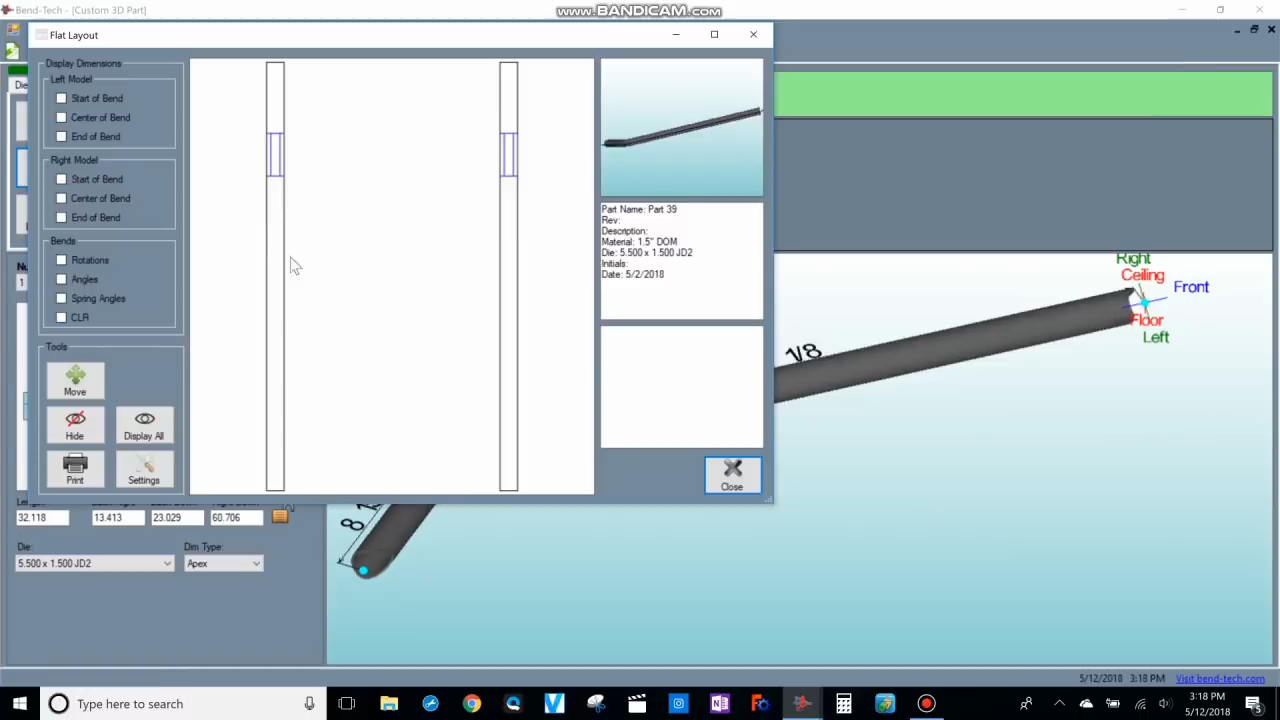 Bend-Tech - [Custom 3D Part]
www.BANDICAM.com
Flat Layout
Display Dimensions
Left Model
Start of Bend
Center of Bend
End of Bend
Right Model
Start of Bend
Center of Bend
End of Bend
Bends
Rotations
Angles
Spring Angles
CLR
Tools
Move
Hide
Display All
Print
Settings
Part Name: Part 39
Rev:
Description:
Material: 1.5" DOM
Die: 5.500 x 1.500 JD2
Initials:
Date: 5/2/2018
Close
Die
Nu
1
Right
Ceiling
Front
Floor
Left
1/8
8
32.118
13.413
23.029
60.706
Die:
Dim Type:
5.500 x 1.500 JD2
Apex
5/12/2018 3:18 PM
Visit bend-tech.com
Type here to search
3:18 PM
5/12/2018